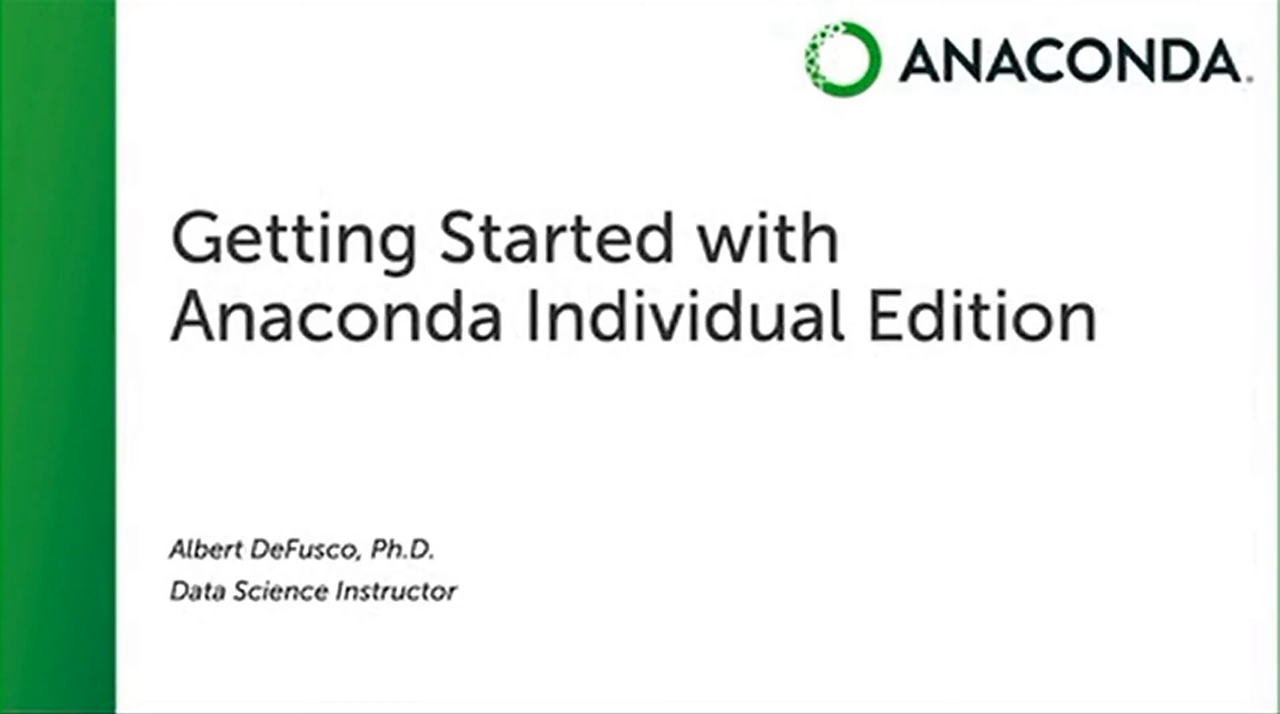 ANACONDA.
Getting Started with
Anaconda Individual Edition
Albert DeFusco, Ph.D.
Data Science Instructor